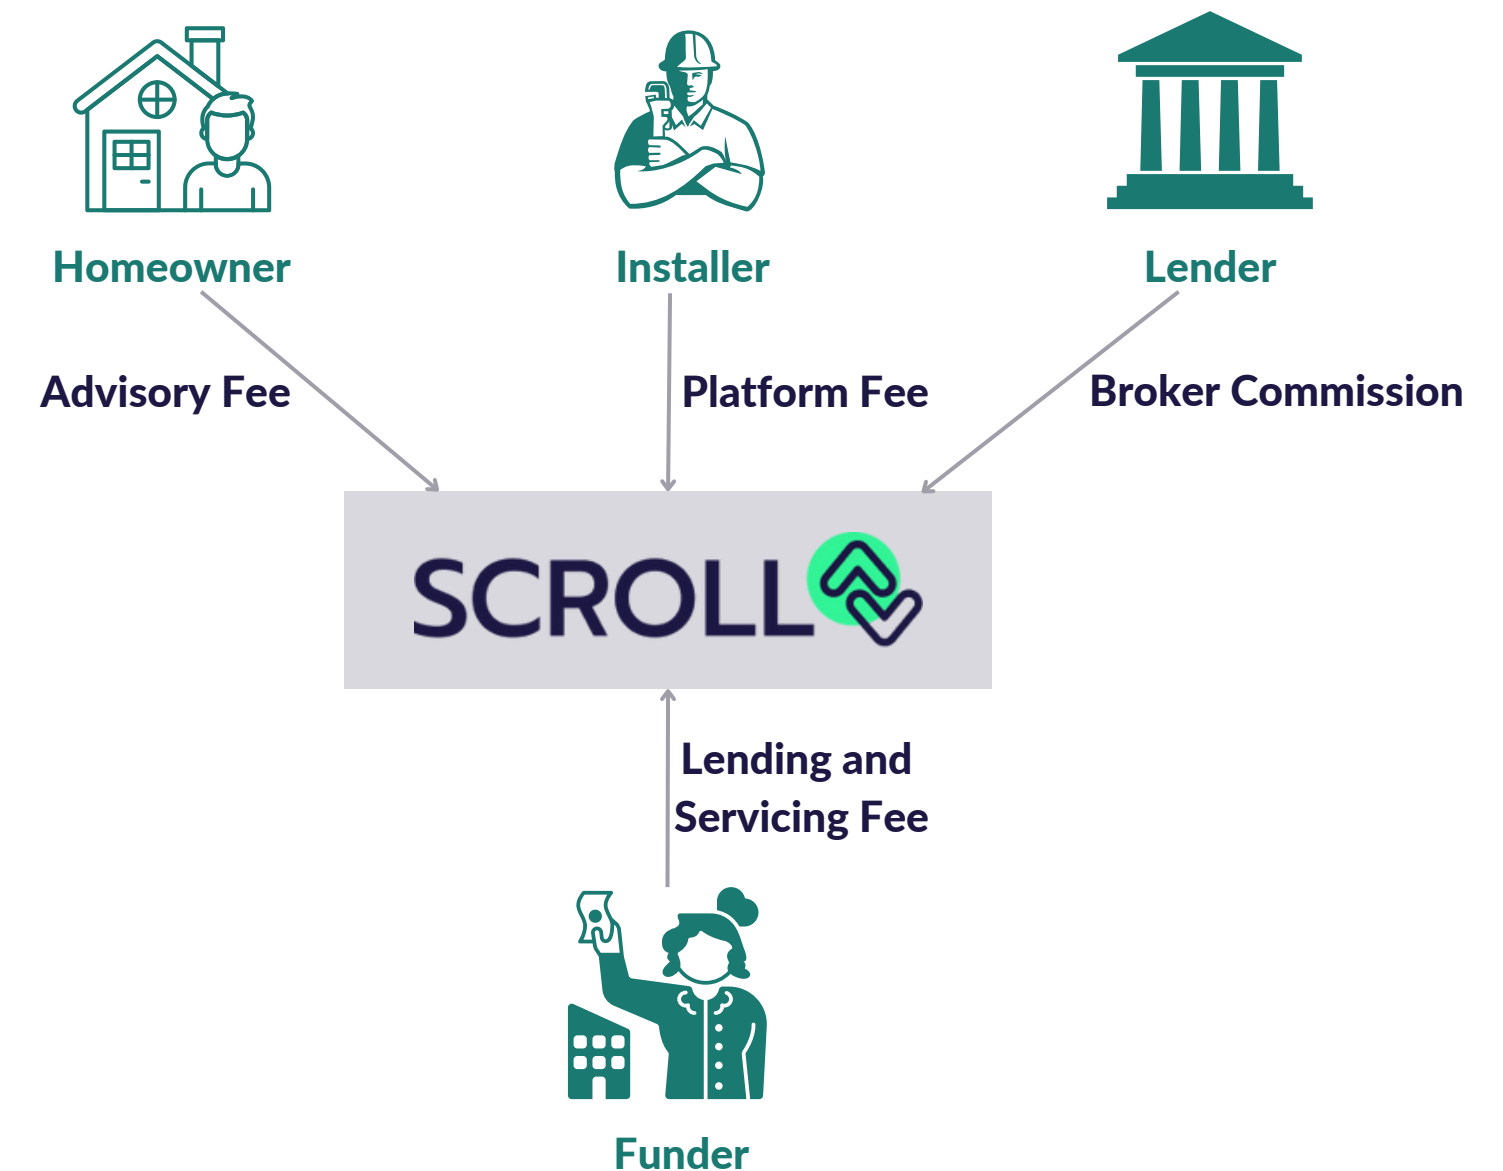 Homeowner
Installer
Lender
Advisory Fee
Platform Fee
Broker Commission
SCROLL
Lending and
Servicing Fee
Funder